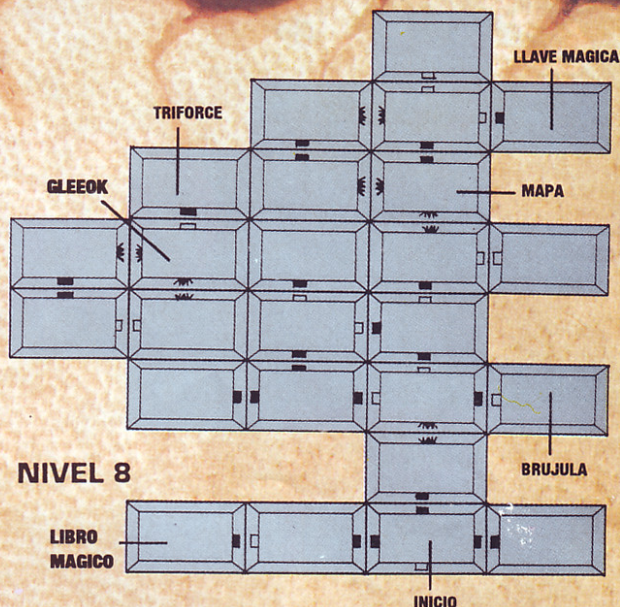 LLAVE MAGICA
TRIFORCE
GLEEOK
MAPA
NIVEL 8
BRUJULA
LIBRO
MAGICO
INICIO